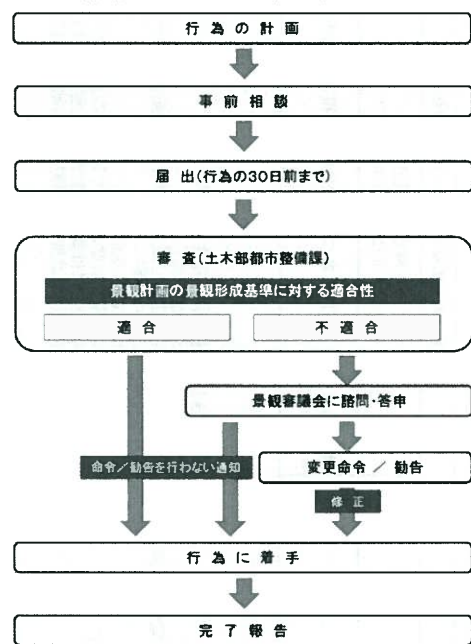 行為の計画
事前相談
届出(行為の30日前まで)
審査(土木部都市整備課)
景観計画の景観形成基準に対する適合性
適合
不適合
景観審議会に諮問・答申
命令/勧告を行わない通知
変更命令 / 勧告
修正
行為に着手
完了報告